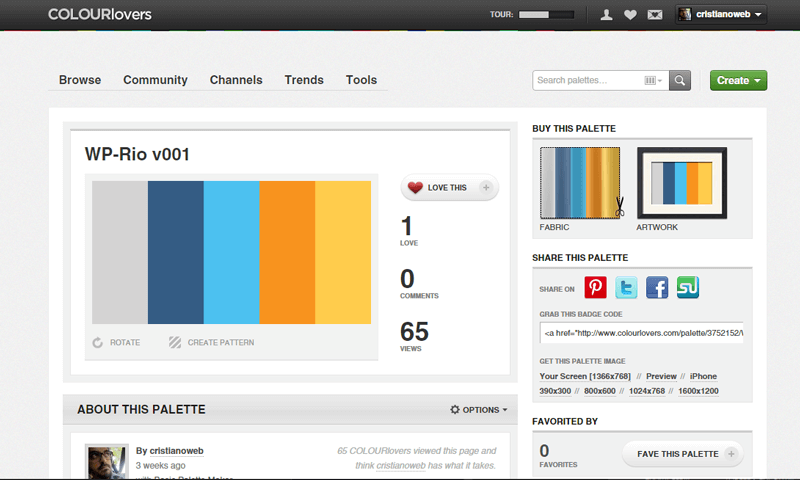 COLOURlovers
TOUR:
cristianoweb
Browse Community Channels Trends Tools
Search palettes...
Create
WP-Rio v001
LOVE THIS
1
LOVE
0
COMMENTS
65
VIEWS
ROTATE
CREATE PATTERN
ABOUT THIS PALETTE
OPTIONS
By cristianoweb
3 weeks ago
65 COLOURlovers viewed this page and
think cristianoweb has what it takes.
BUY THIS PALETTE
FABRIC
ARTWORK
SHARE THIS PALETTE
SHARE ON
GRAB THIS BADGE CODE
<a href="http://www.colourlovers.com/palette/3752152/
GET THIS PALETTE IMAGE
Your Screen [1366x768] // Preview // iPhone
390x300 // 800x600 // 1024x768 // 1600x1200
FAVORITED BY
0
FAVORITES
FAVE THIS PALETTE